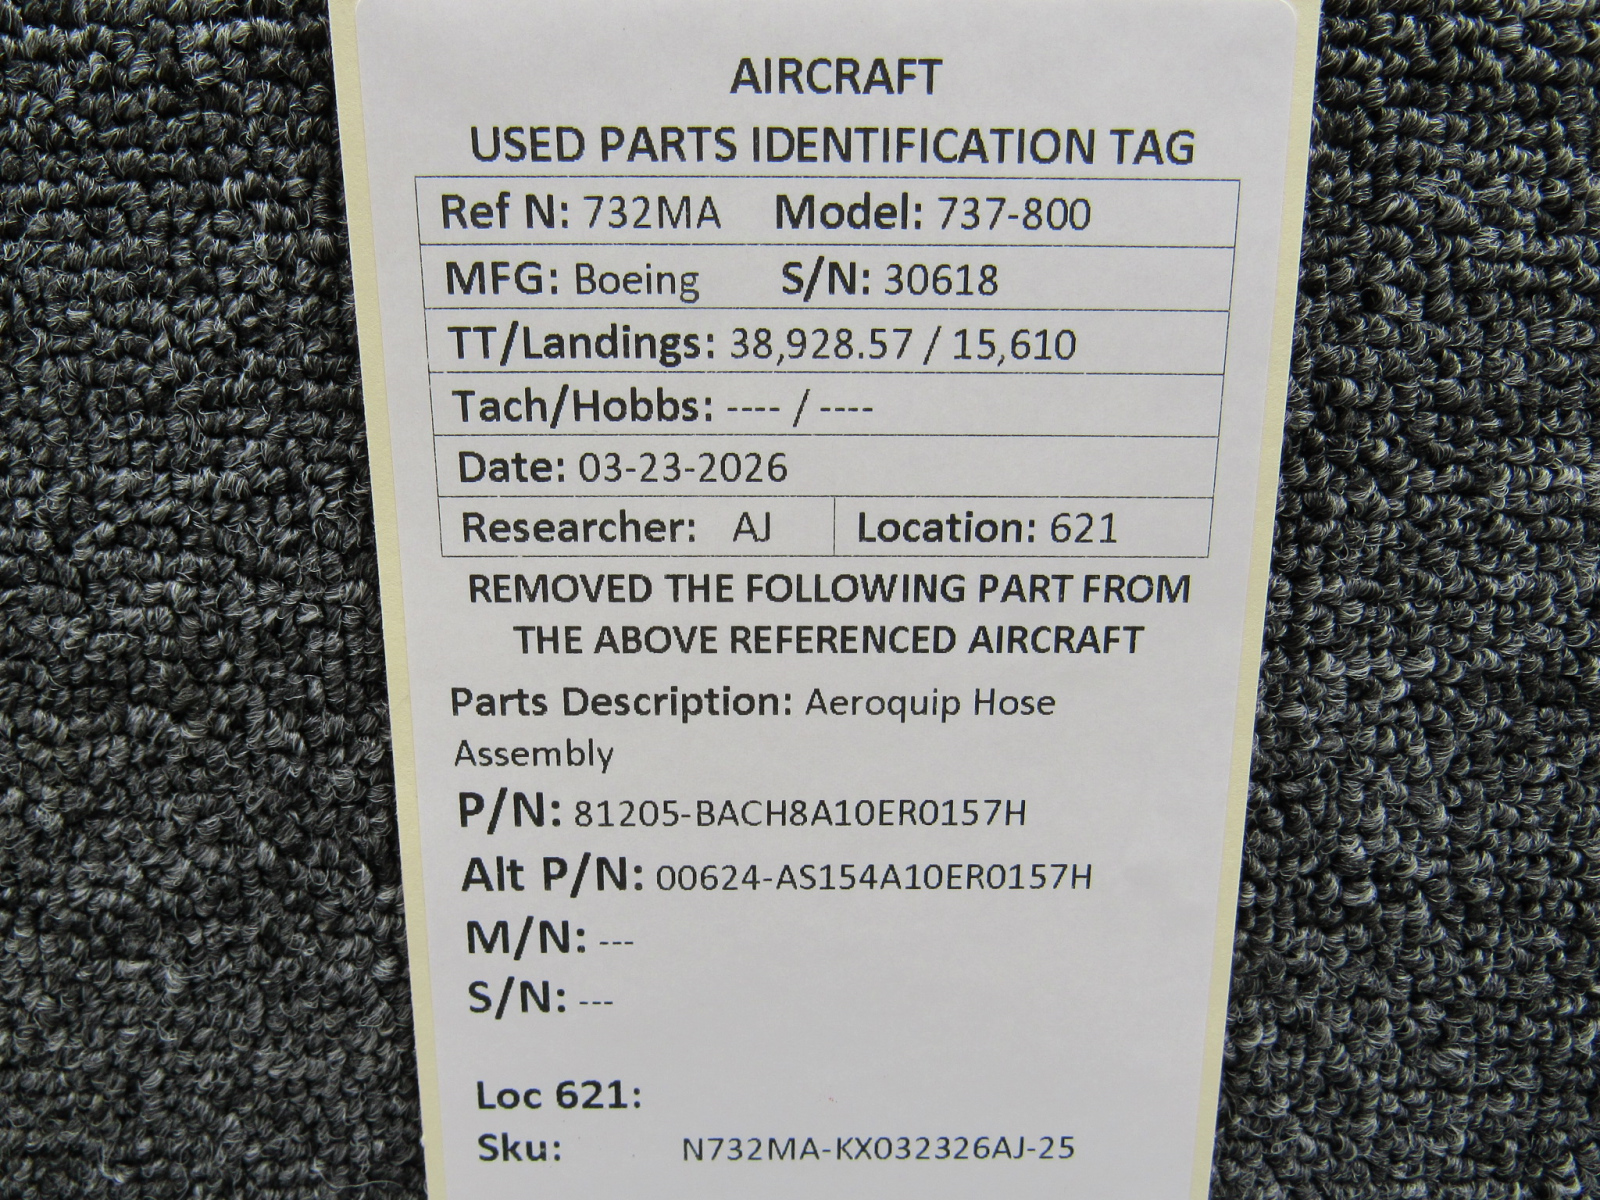 AIRCRAFT
USED PARTS IDENTIFICATION TAG
Ref N: 732MA Model: 737-800
MFG: Boeing S/N: 30618
TT/Landings: 38,928.57 / 15,610
Tach/Hobbs: ---- / ----
Date: 03-23-2026
Researcher: AJ Location: 621
REMOVED THE FOLLOWING PART FROM
THE ABOVE REFERENCED AIRCRAFT
Parts Description: Aeroquip Hose
Assembly
P/N: 81205-BACH8A10ER0157H
Alt P/N: 00624-AS154A10ER0157H
M/N: ---
S/N: ---
Loc 621:
Sku: N732MA-KX032326AJ-25